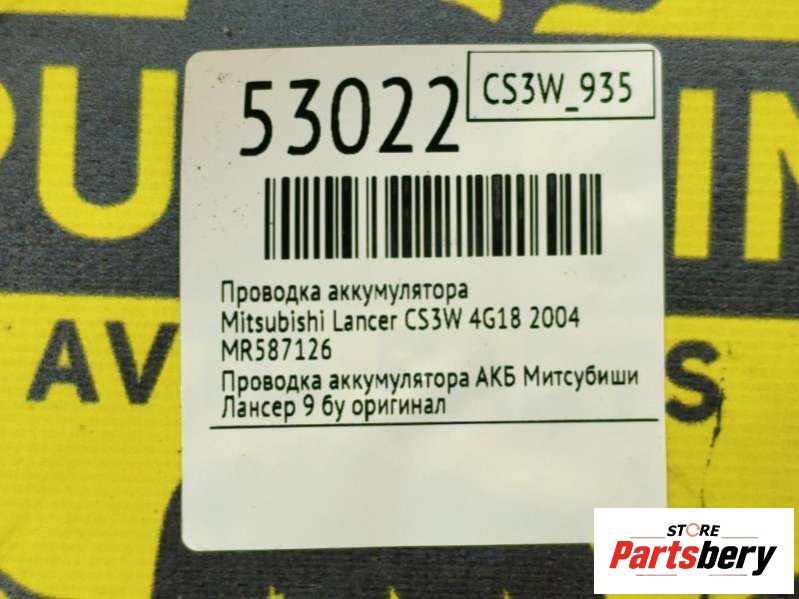 53022
CS3W_935
Проводка аккумулятора
Mitsubishi Lancer CS3W 4G18 2004
MR587126
Проводка аккумулятора АКБ Митсубиши
Лансер 9 бу оригинал
STORE
Partsbery